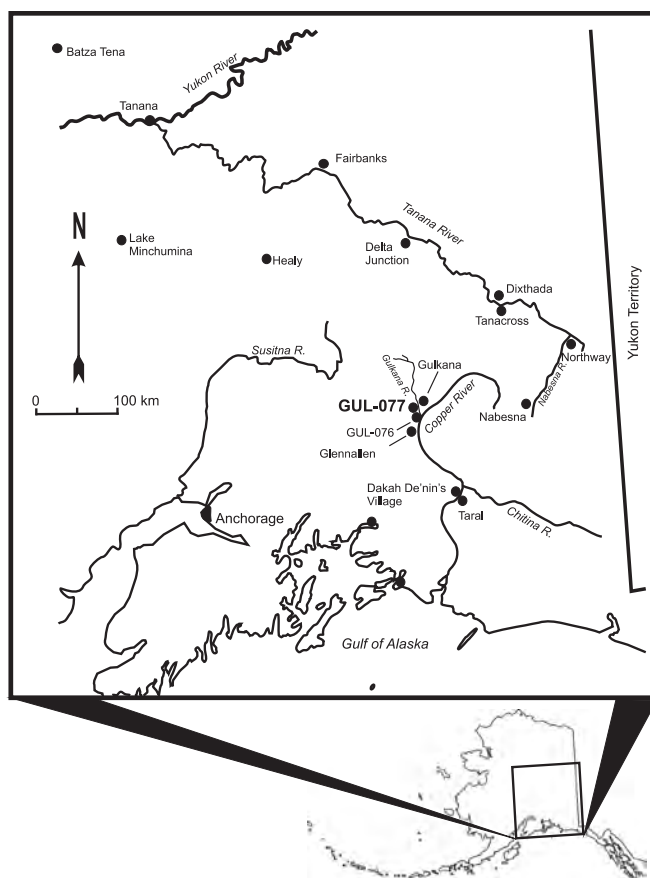 Batza Tena
Yukon River
Tanana
Fairbanks
Tanana River
N
Lake
Minchumina
Healy
Delta
Junction
Dixthada
Tanacross
Yukon Territory
Susitna R.
Northway
Gulkana R.
Gulkana
Nabesna R.
0 100 km
GUL-077
Copper River
Nabesna
GUL-076
Glennallen
Dakah De'nin's
Village
Taral
Chitina R.
Anchorage
Gulf of Alaska